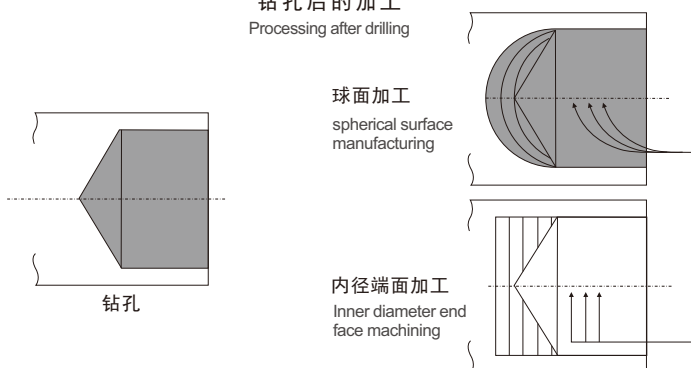 钻孔后的加工
Processing after drilling
球面加工
spherical surface
manufacturing
钻孔
内径端面加工
Inner diameter end
face machining